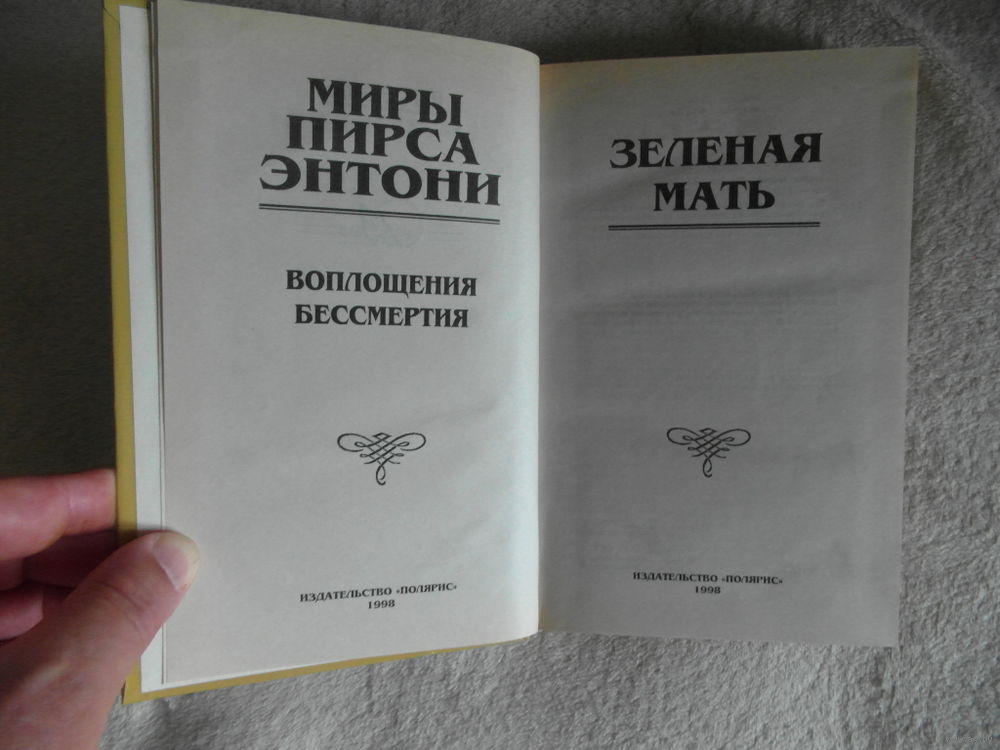 МИРЫ
ПИРСА
ЭНТОНИ
ВОПЛОЩЕНИЯ
БЕССМЕРТИЯ
ИЗДАТЕЛЬСТВО «ПОЛЯРИС»
1998
ЗЕЛЕНАЯ
МАТЬ
ИЗДАТЕЛЬСТВО «ПОЛЯРИС»
1998